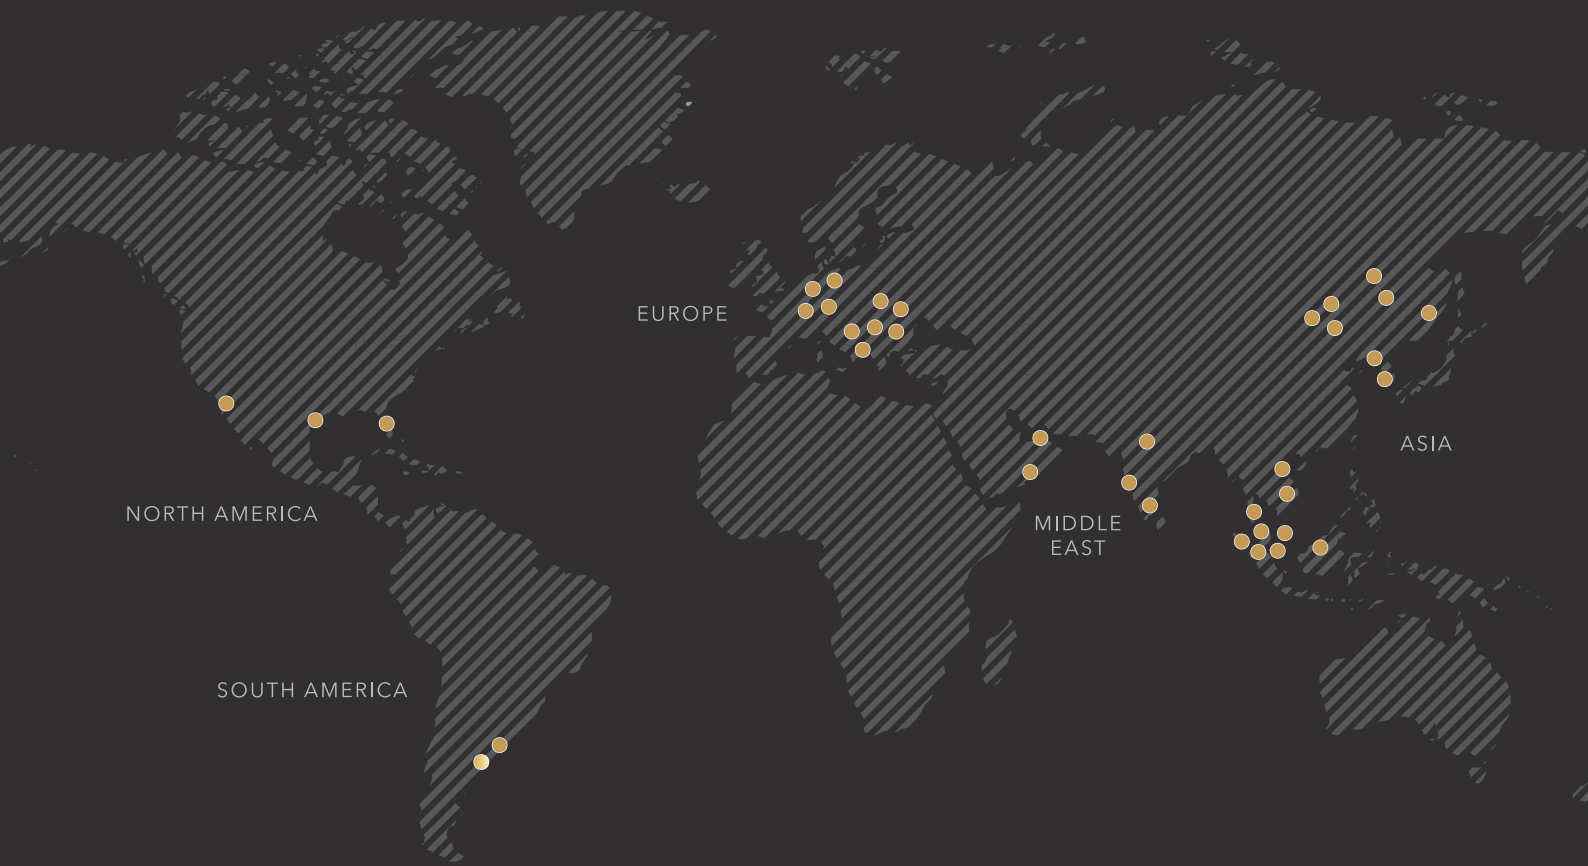 EUROPE
ASIA
NORTH AMERICA
MIDDLE
EAST
SOUTH AMERICA